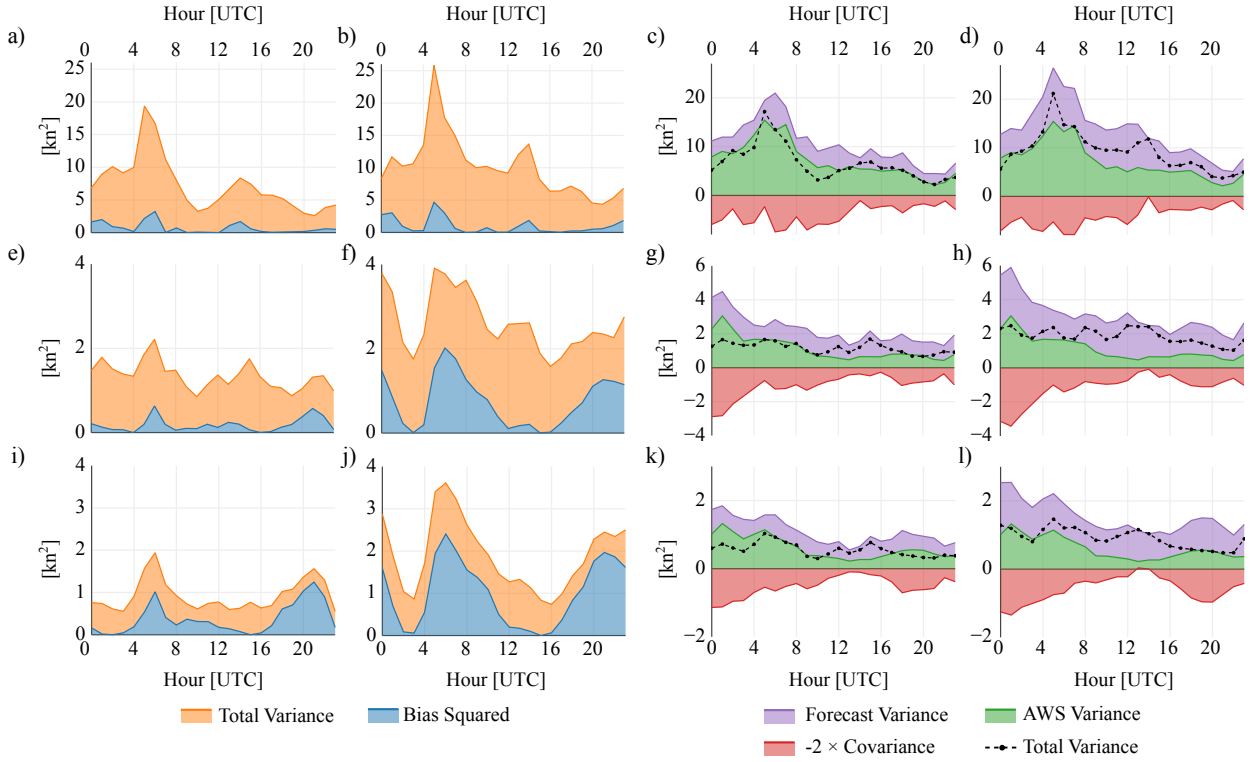 Hour [UTC] Hour [UTC] Hour [UTC] Hour [UTC]
a) 0 4 8 12 16 20 b) 0 4 8 12 16 20 c) 0 4 8 12 16 20 d) 0 4 8 12 16 20
[kn²] 25 20 15 10 5 0 25 20 15 10 5 0 [kn²] 20 10 0 20 10 0
e) f) g) h)
[kn²] 4 2 0 4 2 0 [kn²] 6 4 2 0 −2 −4 6 4 2 0 −2 −4
i) j) k) l)
[kn²] 4 3 2 1 0 4 3 2 1 0 [kn²] 2 0 −2 2 0 −2
0 4 8 12 16 20 0 4 8 12 16 20 0 4 8 12 16 20 0 4 8 12 16 20
Hour [UTC] Hour [UTC] Hour [UTC] Hour [UTC]
Total Variance Bias Squared Forecast Variance AWS Variance
-2 × Covariance Total Variance